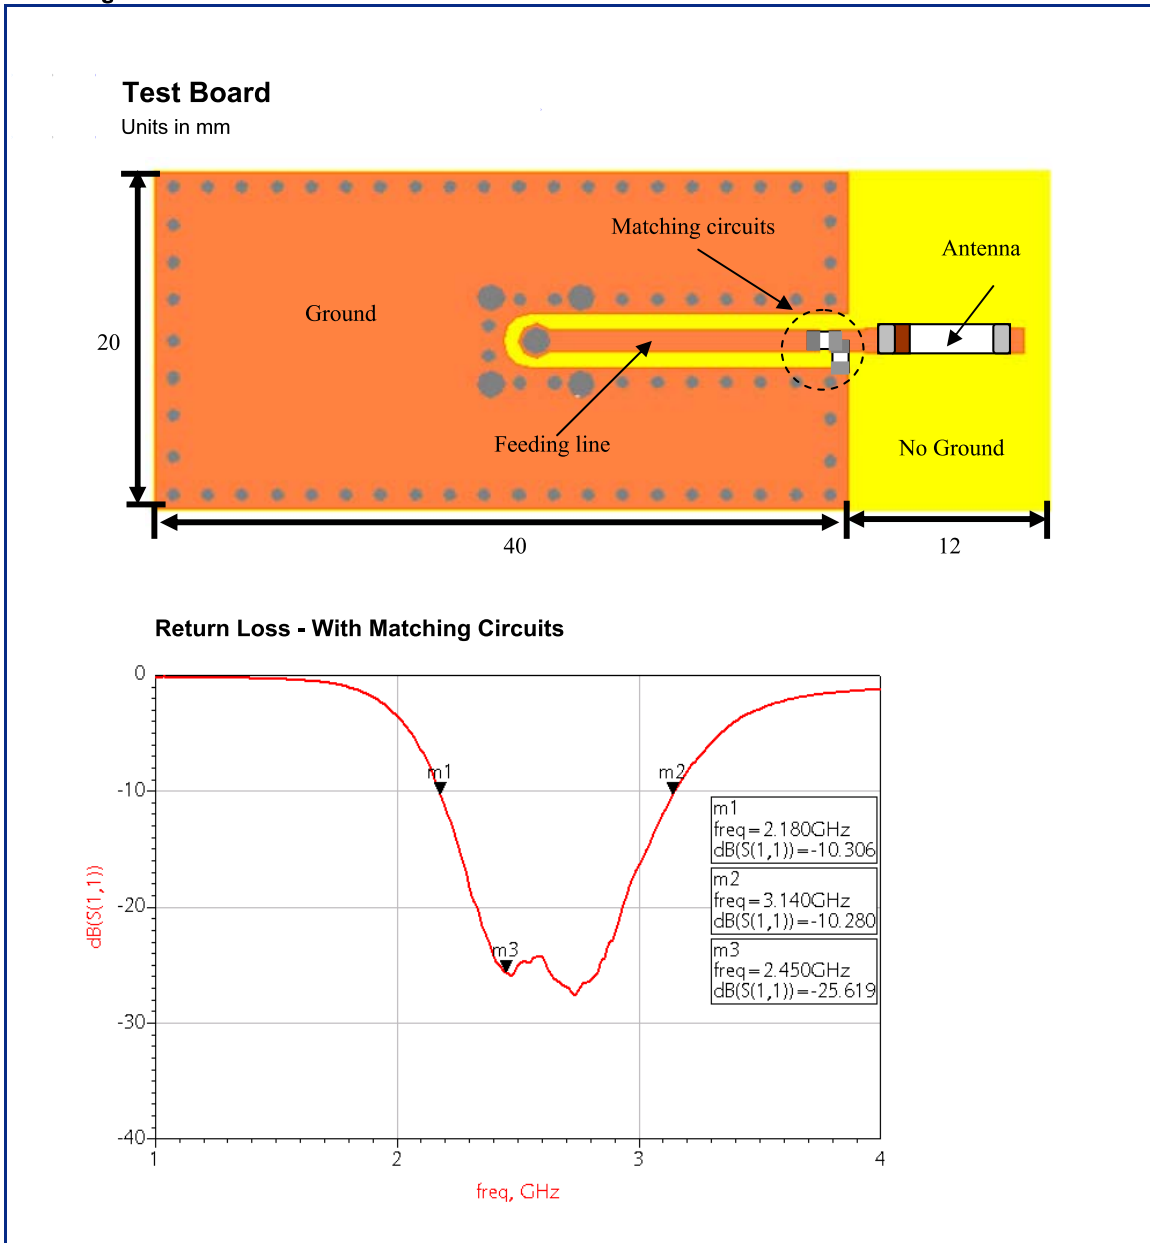 Test Board
Units in mm
Matching circuits
Antenna
Ground
20
Feeding line
No Ground
40
12
Return Loss - With Matching Circuits
0
m1
m2
-10
m1
freq=2.180GHz
dB(S(1,1))=-10.306
m2
freq=3.140GHz
dB(S(1,1))=-10.280
-20
m3
m3
freq=2.450GHz
dB(S(1,1))=-25.619
-30
-40
dB(S(1,1))
1
2
3
4
freq, GHz